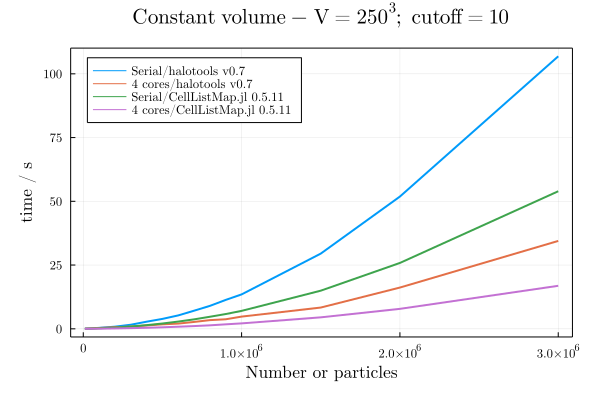 Constant volume − V = 250³; cutoff = 10
Serial/halotools v0.7
4 cores/halotools v0.7
Serial/CellListMap.jl 0.5.11
4 cores/CellListMap.jl 0.5.11
time / s
100
75
50
25
0
0 1.0×10⁶ 2.0×10⁶ 3.0×10⁶
Number or particles